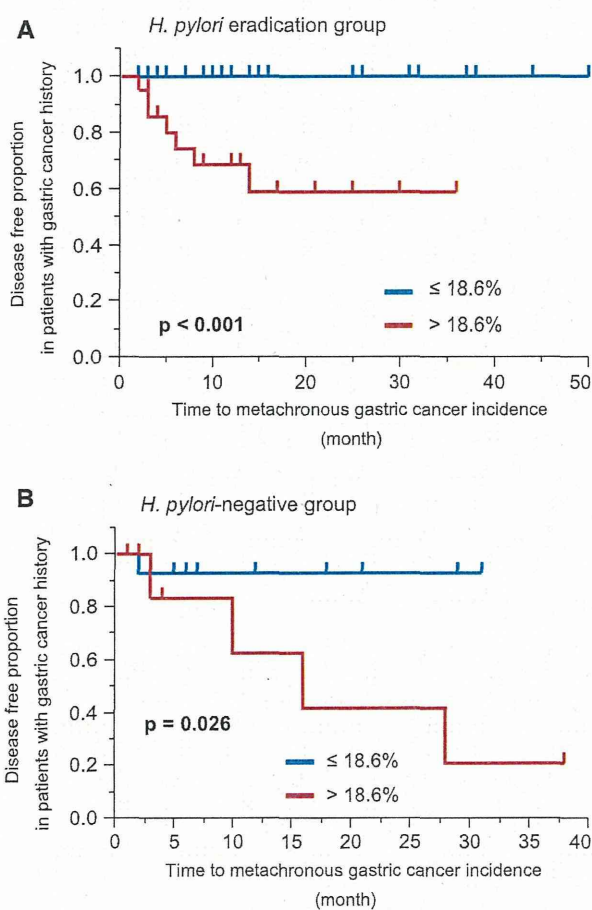 A
H. pylori eradication group
Disease free proportion
in patients with gastric cancer history
1.0
0.8
0.6
0.4
0.2
0.0
≤ 18.6%
> 18.6%
p < 0.001
0 10 20 30 40 50
Time to metachronous gastric cancer incidence
(month)
B
H. pylori-negative group
Disease free proportion
in patients with gastric cancer history
1.0
0.8
0.6
0.4
0.2
0.0
p = 0.026
≤ 18.6%
> 18.6%
0 5 10 15 20 25 30 35 40
Time to metachronous gastric cancer incidence
(month)